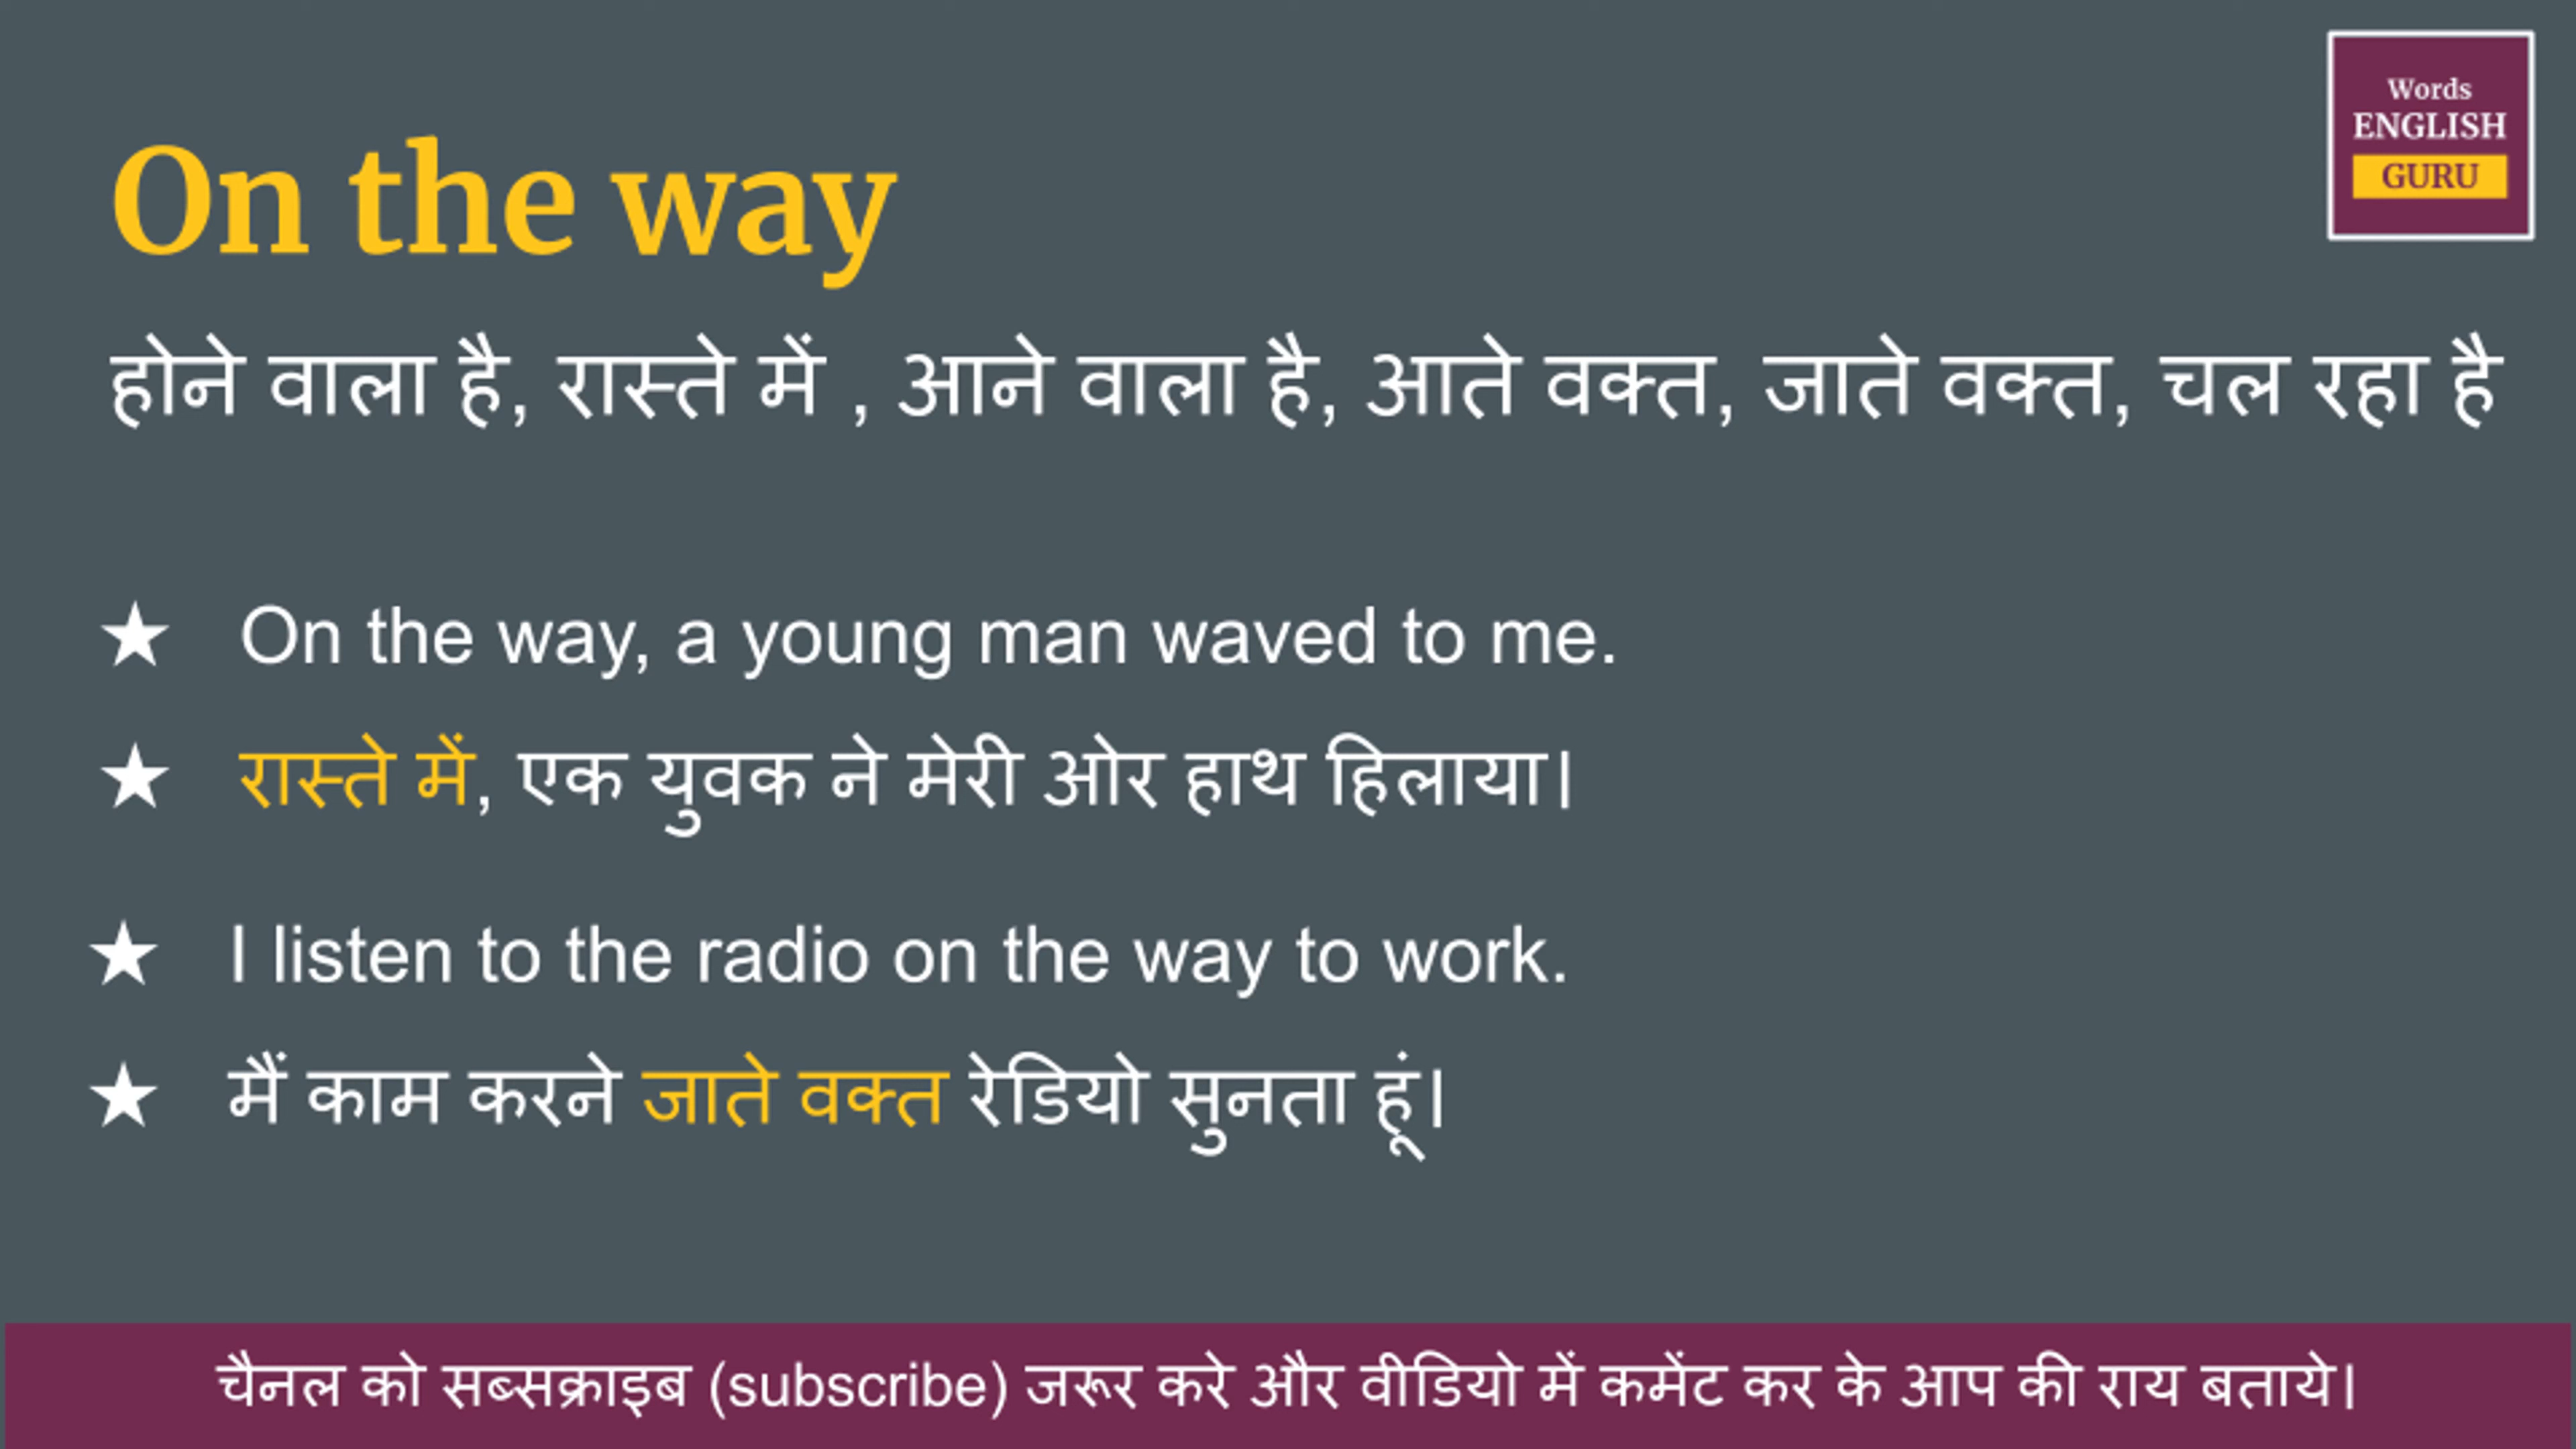 Words
ENGLISH
GURU
On the way
होने वाला है, रास्ते में , आने वाला है, आते वक्त, जाते वक्त, चल रहा है
★ On the way, a young man waved to me.
★ रास्ते में, एक युवक ने मेरी ओर हाथ हिलाया।
★ I listen to the radio on the way to work.
★ मैं काम करने जाते वक्त रेडियो सुनता हूं।
चैनल को सब्सक्राइब (subscribe) जरूर करे और वीडियो में कमेंट कर के आप की राय बताये।